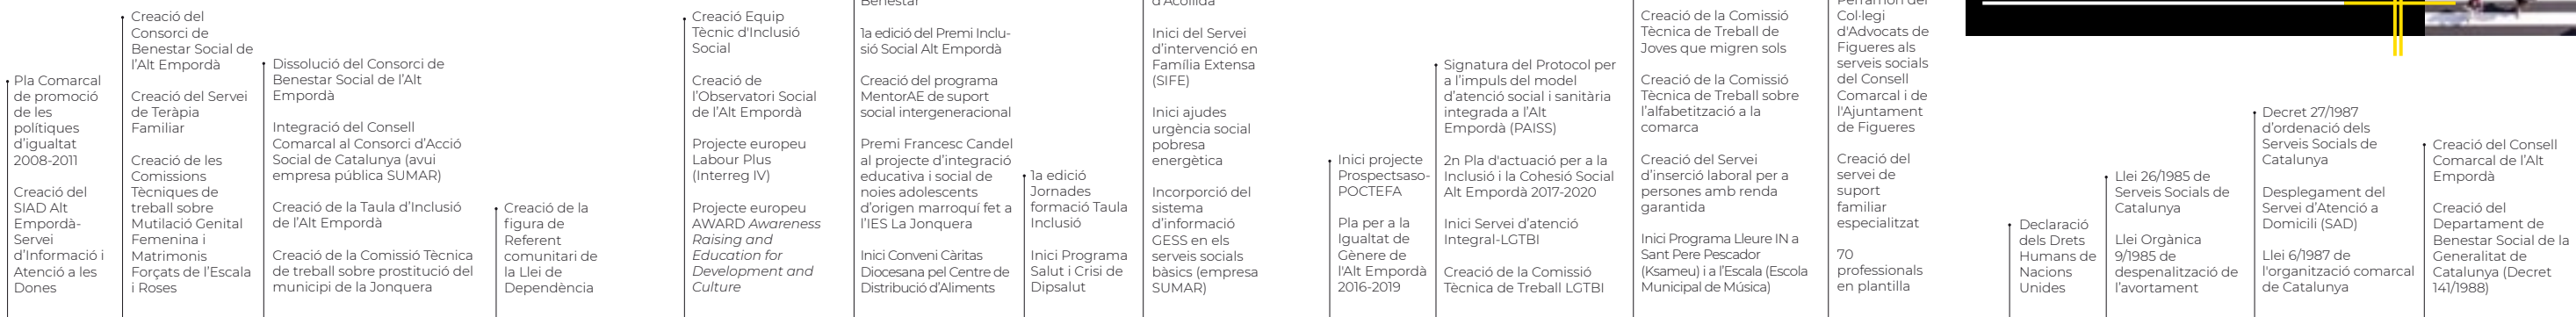 Pla Comarcal
de promoció
de les
polítiques
d'igualtat
2008-2011
Creació del
SIAD Alt
Empordà-
Servei
d'Informació i
Atenció a les
Dones
Creació del
Consorci de
Benestar Social de
l'Alt Empordà
Creació del Servei
de Teràpia
Familiar
Creació de les
Comissions
Tècniques de
treball sobre
Mutilació Genital
Femenina i
Matrimonis
Forçats de l'Escala
i Roses
Dissolució del Consorci de
Benestar Social de l'Alt
Empordà
Integració del Consell
Comarcal al Consorci d'Acció
Social de Catalunya (avui
empresa pública SUMAR)
Creació de la Taula d'Inclusió
de l'Alt Empordà
Creació de la Comissió Tècnica
de treball sobre prostitució del
municipi de la Jonquera
Creació de la
figura de
Referent
comunitari de
la Llei de
Dependència
Creació Equip
Tècnic d'Inclusió
Social
Creació de
l'Observatori Social
de l'Alt Empordà
Projecte europeu
Labour Plus
(Interreg IV)
Projecte europeu
AWARD Awareness
Raising and
Education for
Development and
Culture
Benestar
1a edició del Premi Inclu-
sió Social Alt Empordà
Creació del programa
MentorAE de suport
social intergeneracional
Premi Francesc Candel
al projecte d'integració
educativa i social de
noies adolescents
d'origen marroquí fet a
l'IES La Jonquera
Inici Conveni Càritas
Diocesana pel Centre de
Distribució d'Aliments
1a edició
Jornades
formació Taula
Inclusió
Inici Programa
Salut i Crisi de
Dipsalut
d'Acollida
Inici del Servei
d'intervenció en
Família Extensa
(SIFE)
Inici ajudes
urgència social
pobresa
energètica
Incorporció del
sistema
d'informació
GESS en els
serveis socials
bàsics (empresa
SUMAR)
Inici projecte
Prospectsaso-
POCTEFA
Pla per a la
Igualtat de
Gènere de
l'Alt Empordà
2016-2019
Signatura del Protocol per
a l'impuls del model
d'atenció social i sanitària
integrada a l'Alt
Empordà (PAISS)
2n Pla d'actuació per a la
Inclusió i la Cohesió Social
Alt Empordà 2017-2020
Inici Servei d'atenció
Integral-LGTBI
Creació de la Comissió
Tècnica de Treball LGTBI
Creació de la Comissió
Tècnica de Treball de
Joves que migren sols
Creació de la Comissió
Tècnica de Treball sobre
l'alfabetització a la
comarca
Creació del Servei
d'inserció laboral per a
persones amb renda
garantida
Inici Programa Lleure IN a
Sant Pere Pescador
(Ksameu) i a l'Escala (Escola
Municipal de Música)
Perramon del
Col·legi
d'Advocats de
Figueres als
serveis socials
del Consell
Comarcal i de
l'Ajuntament
de Figueres
Creació del
servei de
suport
familiar
especialitzat
70
professionals
en plantilla
Declaració
dels Drets
Humans de
Nacions
Unides
Llei 26/1985 de
Serveis Socials de
Catalunya
Llei Orgànica
9/1985 de
despenalització de
l'avortament
Decret 27/1987
d'ordenació dels
Serveis Socials de
Catalunya
Desplegament del
Servei d'Atenció a
Domicili (SAD)
Llei 6/1987 de
l'organització comarcal
de Catalunya
Creació del Consell
Comarcal de l'Alt
Empordà
Creació del
Departament de
Benestar Social de la
Generalitat de
Catalunya (Decret
141/1988)